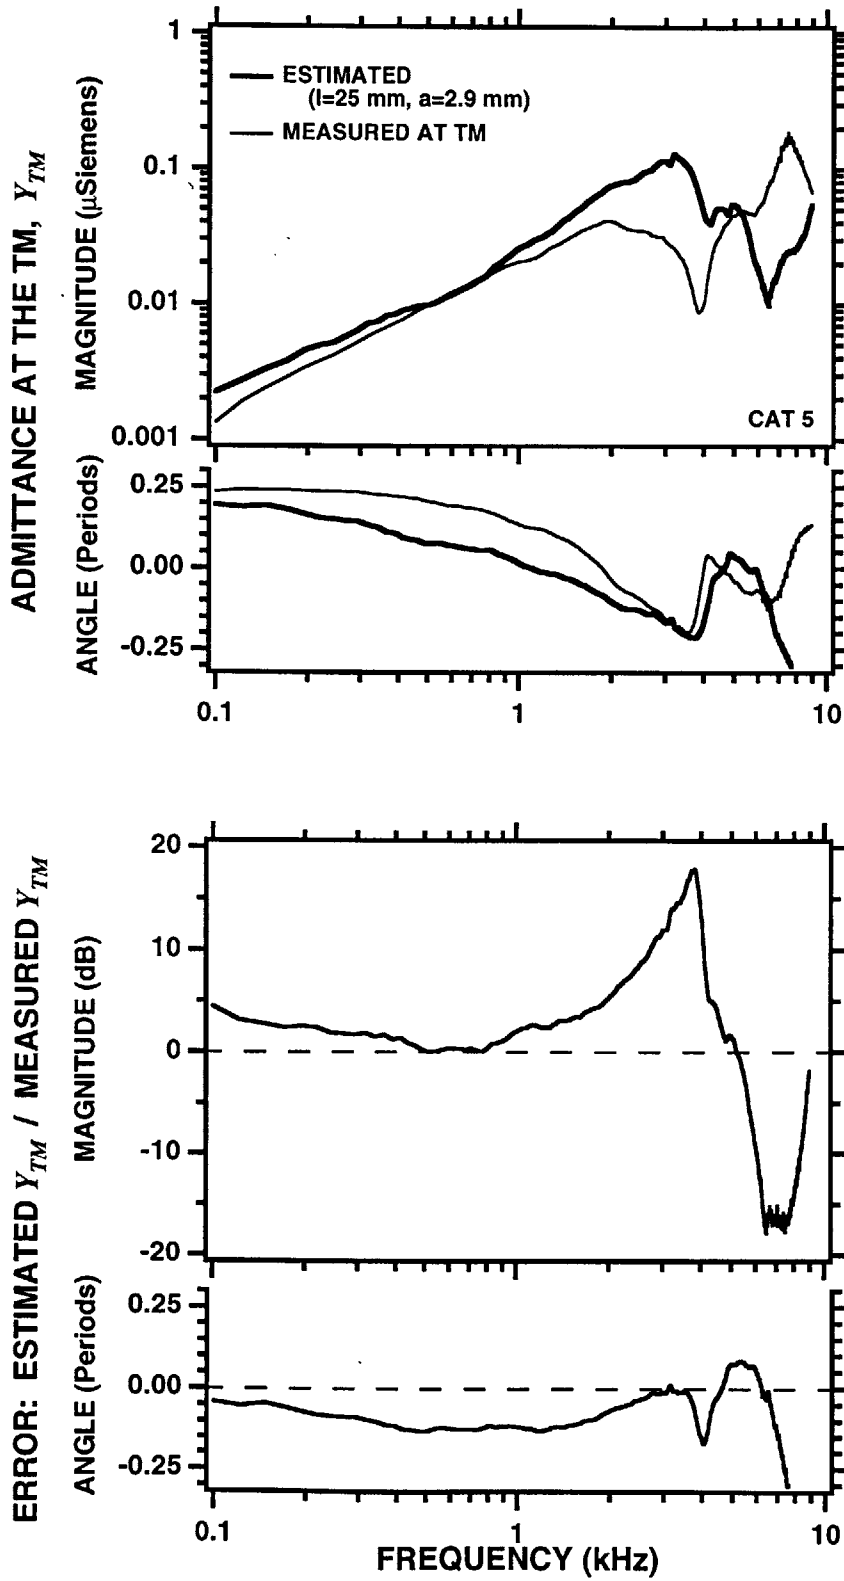 ADMITTANCE AT THE TM, Y_TM
MAGNITUDE (µSiemens)
1
0.1
0.01
0.001
ESTIMATED
(l=25 mm, a=2.9 mm)
MEASURED AT TM
CAT 5
ANGLE (Periods)
0.25
0.00
-0.25
0.1 1 10
ERROR: ESTIMATED Y_TM / MEASURED Y_TM
MAGNITUDE (dB)
20
10
0
-10
-20
ANGLE (Periods)
0.25
0.00
-0.25
0.1 1 10
FREQUENCY (kHz)